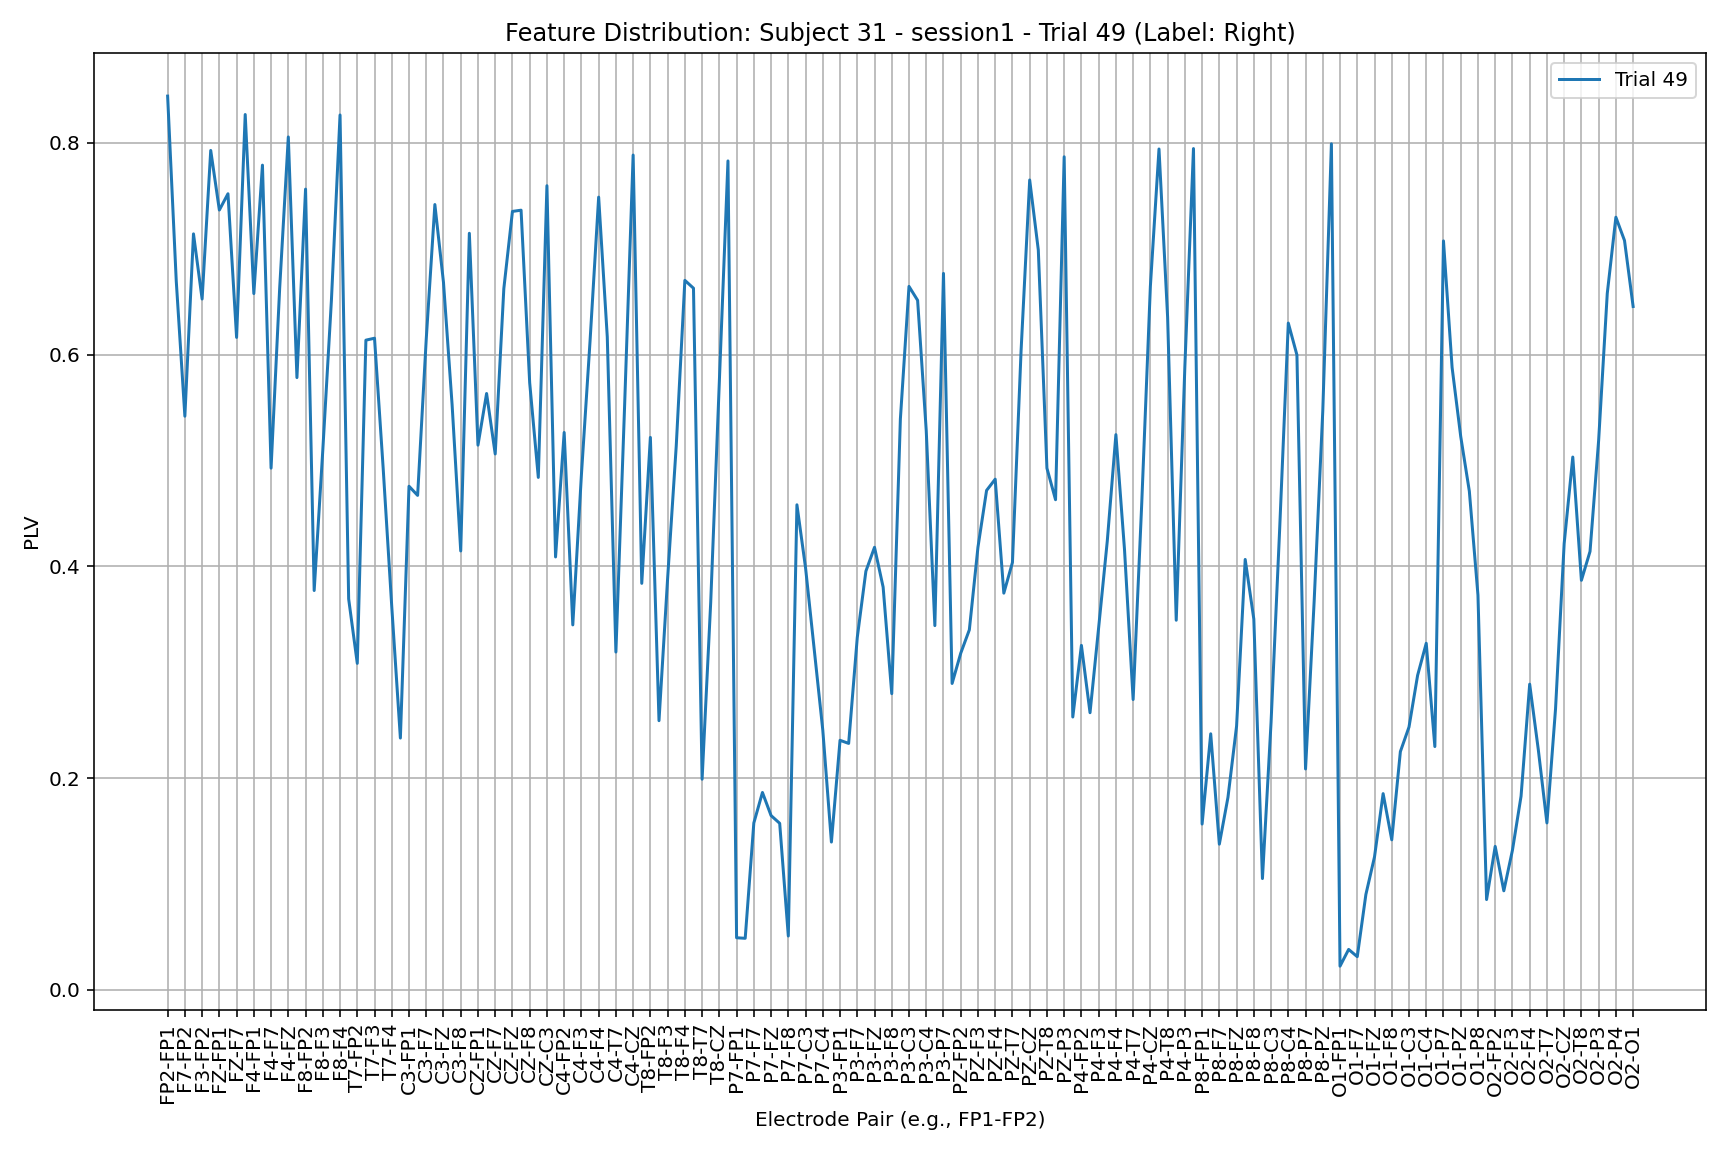 Feature Distribution: Subject 31 - session1 - Trial 49 (Label: Right)
Trial 49
PLV
0.8
0.6
0.4
0.2
0.0
FP2-FP1
F7-FP2
F3-FP2
FZ-FP1
FZ-F7
F4-FP1
F4-F7
F4-FZ
F8-FP2
F8-F3
F8-F4
T7-FP2
T7-F3
T7-F4
C3-FP1
C3-F7
C3-FZ
C3-F8
CZ-FP1
CZ-F7
CZ-FZ
CZ-F8
CZ-C3
C4-FP2
C4-F3
C4-F4
C4-T7
C4-CZ
T8-FP2
T8-F3
T8-F4
T8-T7
T8-CZ
P7-FP1
P7-F7
P7-FZ
P7-F8
P7-C3
P7-C4
P3-FP1
P3-F7
P3-FZ
P3-F8
P3-C3
P3-C4
P3-P7
PZ-FP2
PZ-F3
PZ-F4
PZ-T7
PZ-CZ
PZ-T8
PZ-P3
P4-FP2
P4-F3
P4-F4
P4-T7
P4-CZ
P4-T8
P4-P3
P8-FP1
P8-F7
P8-FZ
P8-F8
P8-C3
P8-C4
P8-P7
P8-PZ
O1-FP1
O1-F7
O1-FZ
O1-F8
O1-C3
O1-C4
O1-P7
O1-PZ
O1-P8
O2-FP2
O2-F3
O2-F4
O2-T7
O2-CZ
O2-T8
O2-P3
O2-P4
O2-O1
Electrode Pair (e.g., FP1-FP2)